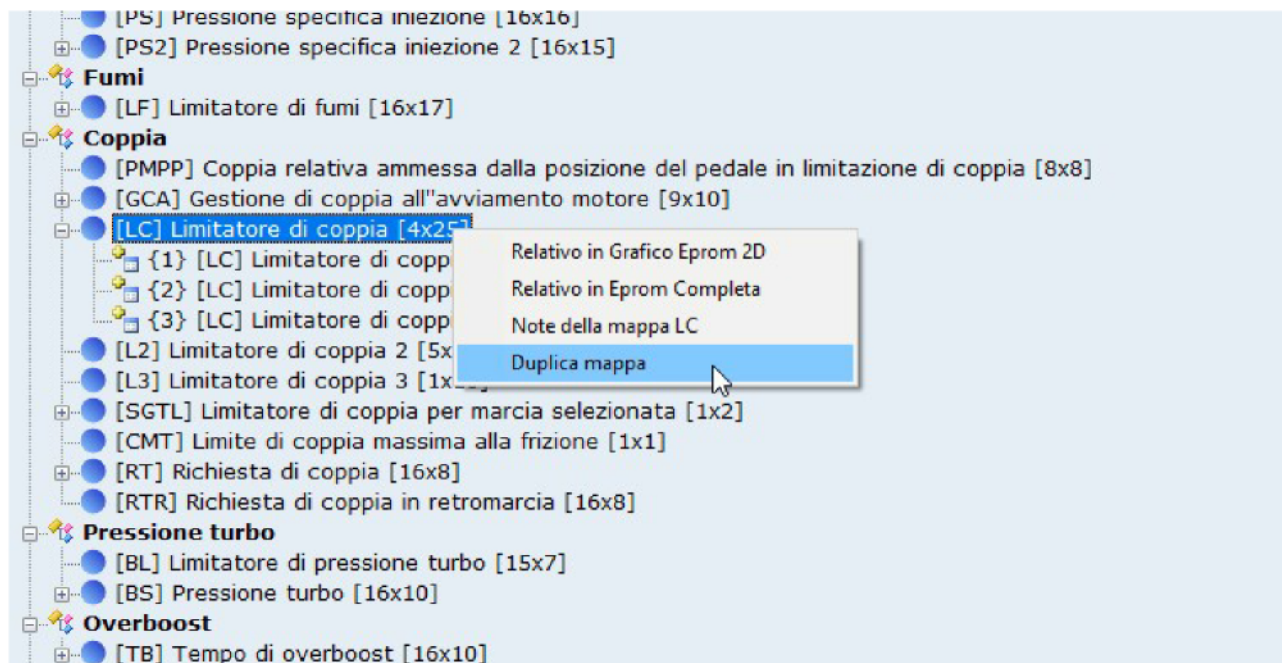 [PS] Pressione specifica iniezione [16x16]
[PS2] Pressione specifica iniezione 2 [16x15]
Fumi
[LF] Limitatore di fumi [16x17]
Coppia
[PMPP] Coppia relativa ammessa dalla posizione del pedale in limitazione di coppia [8x8]
[GCA] Gestione di coppia all"avviamento motore [9x10]
[LC] Limitatore di coppia [4x25]
{1} [LC] Limitatore di coppi
{2} [LC] Limitatore di coppi
{3} [LC] Limitatore di coppi
Relativo in Grafico Eprom 2D
Relativo in Eprom Completa
Note della mappa LC
Duplica mappa
[L2] Limitatore di coppia 2 [5x
[L3] Limitatore di coppia 3 [1x
[SGTL] Limitatore di coppia per marcia selezionata [1x2]
[CMT] Limite di coppia massima alla frizione [1x1]
[RT] Richiesta di coppia [16x8]
[RTR] Richiesta di coppia in retromarcia [16x8]
Pressione turbo
[BL] Limitatore di pressione turbo [15x7]
[BS] Pressione turbo [16x10]
Overboost
[TB] Tempo di overboost [16x10]